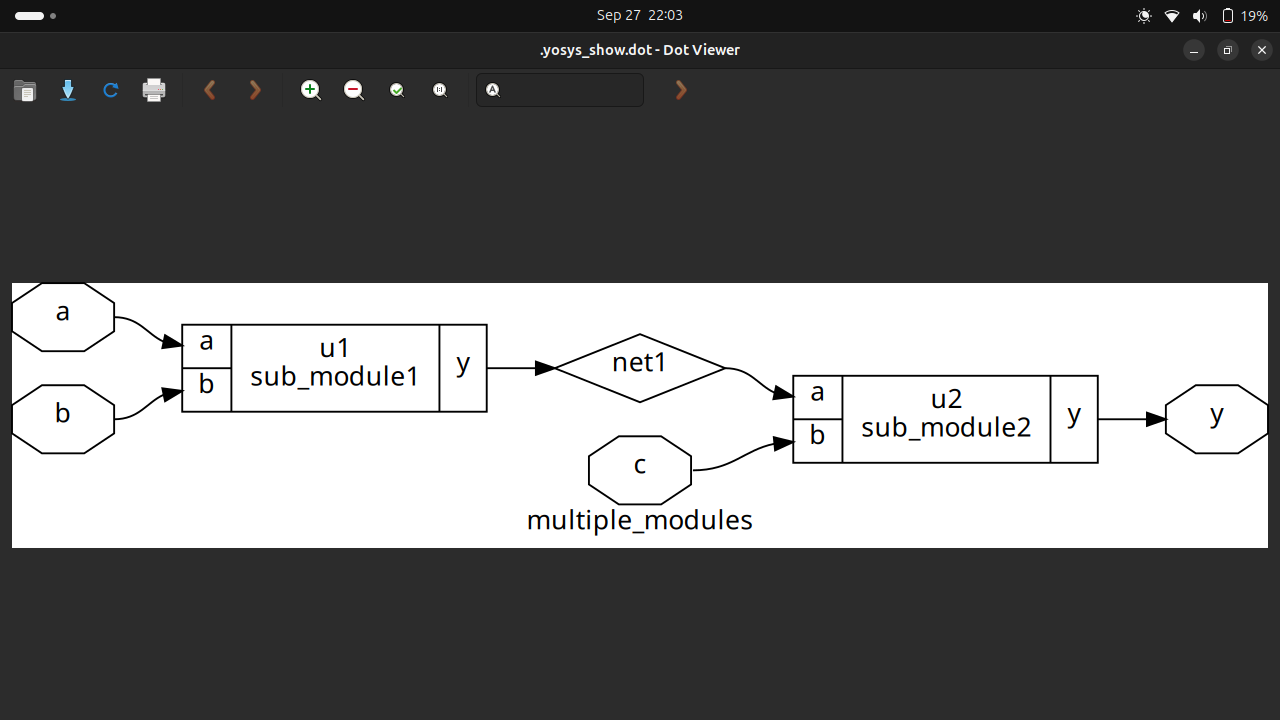 Sep 27 22:03
19%
.yosys_show.dot - Dot Viewer
a
b
a
b
u1
sub_module1
y
net1
c
a
b
u2
sub_module2
y
y
multiple_modules